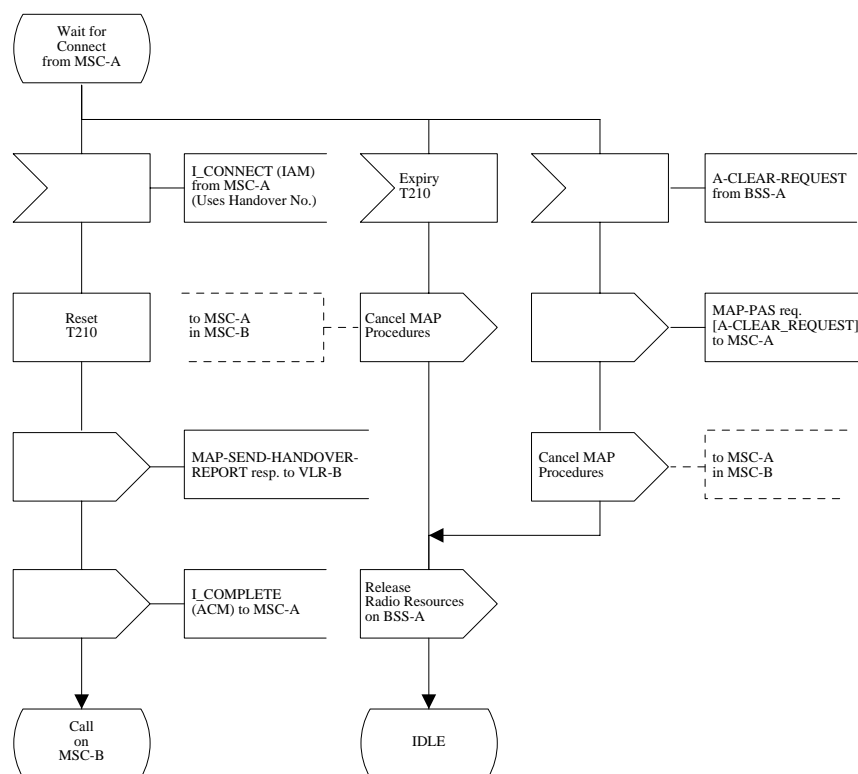 Wait for
Connect
from MSC-A
I_CONNECT (IAM)
from MSC-A
(Uses Handover No.)
Expiry
T210
A-CLEAR-REQUEST
from BSS-A
Reset
T210
to MSC-A
in MSC-B
Cancel MAP
Procedures
MAP-PAS req.
[A-CLEAR_REQUEST]
to MSC-A
MAP-SEND-HANDOVER-
REPORT resp. to VLR-B
Cancel MAP
Procedures
to MSC-A
in MSC-B
I_COMPLETE
(ACM) to MSC-A
Release
Radio Resources
on BSS-A
Call
on
MSC-B
IDLE